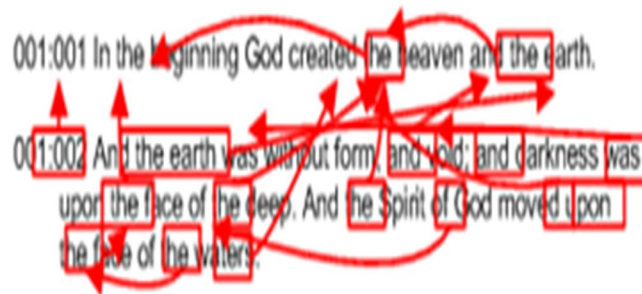 001:001 In the beginning God created the heaven and the earth.
001:002 And the earth was without form, and void; and darkness was
upon the face of the deep. And the Spirit of God moved upon
the face of the waters.